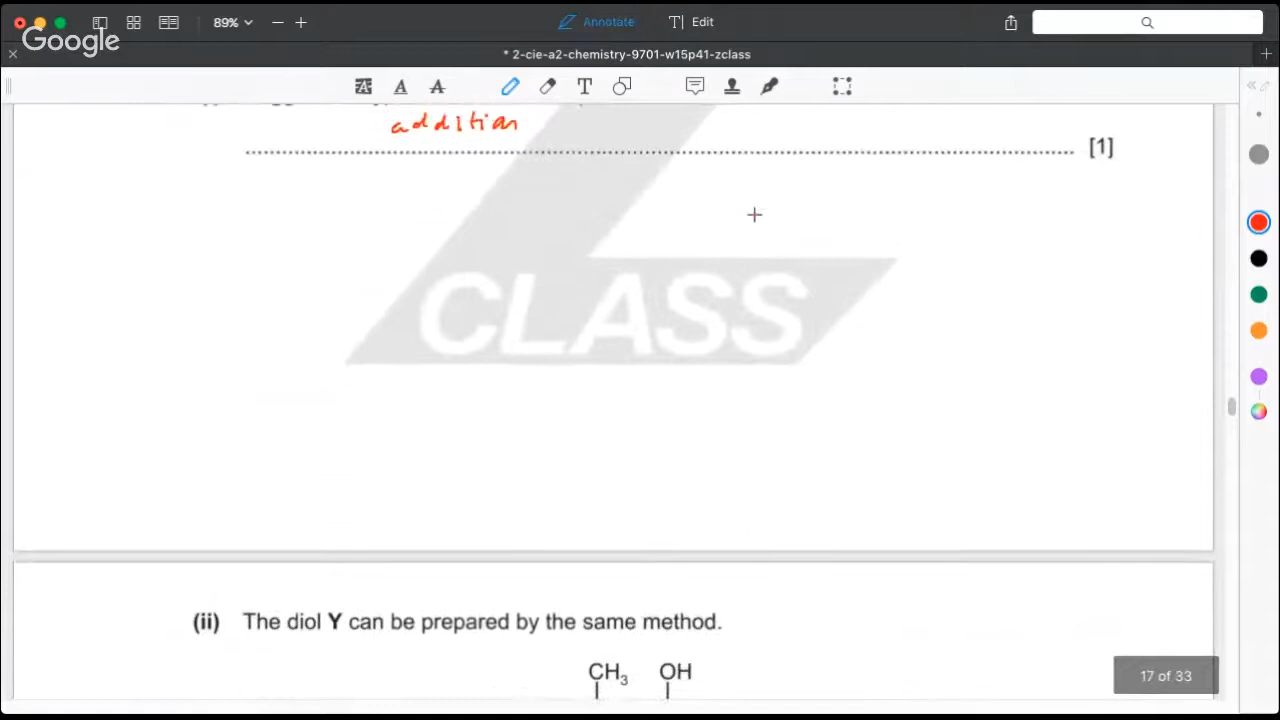 89%
Annotate
T Edit
Google
* 2-cie-a2-chemistry-9701-w15p41-zclass
addition
[1]
CLASS
(ii) The diol Y can be prepared by the same method.
CH3 OH
17 of 33